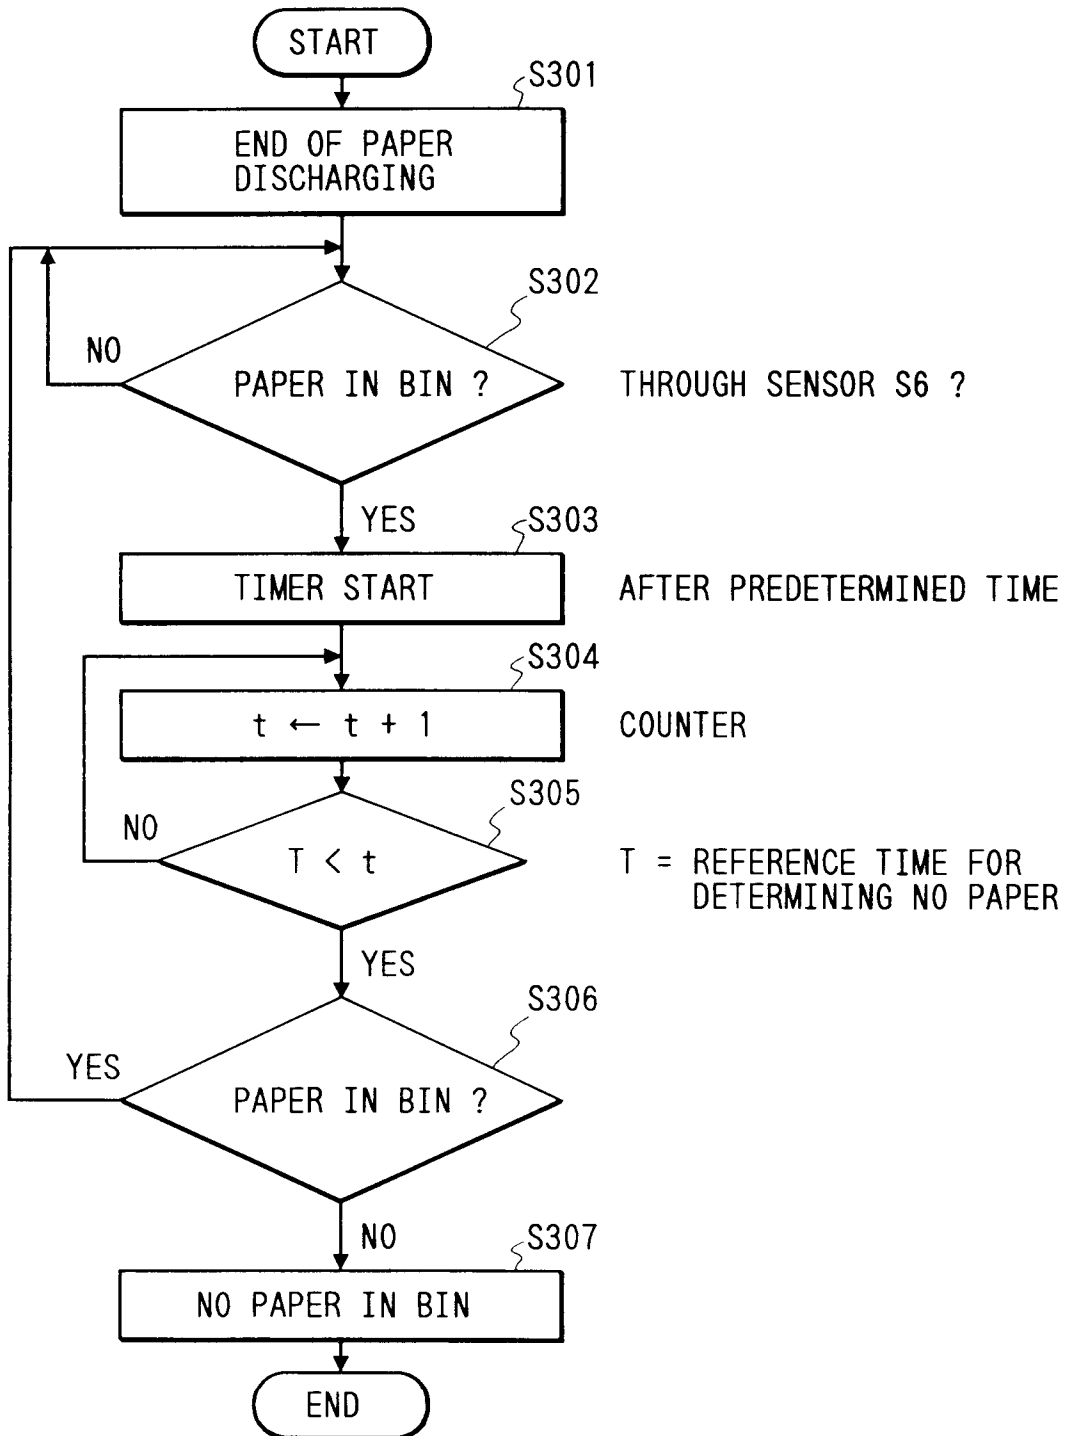 START
S301
END OF PAPER
DISCHARGING
S302
NO
PAPER IN BIN ?
THROUGH SENSOR S6 ?
YES
S303
TIMER START
AFTER PREDETERMINED TIME
S304
t ← t + 1
COUNTER
S305
NO
T < t
T = REFERENCE TIME FOR
DETERMINING NO PAPER
YES
S306
YES
PAPER IN BIN ?
NO
S307
NO PAPER IN BIN
END